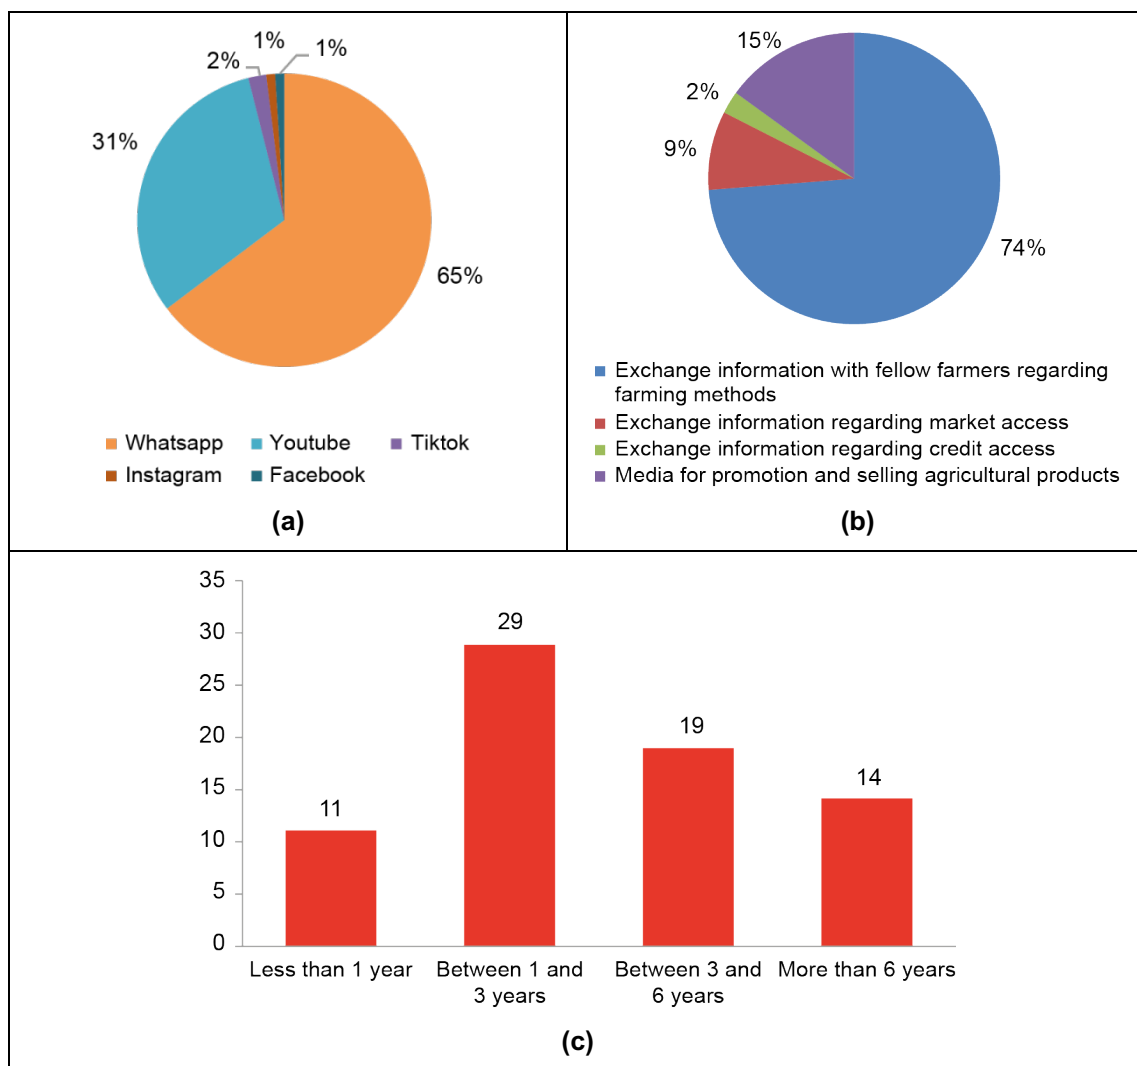 1%
1%
2%
31%
65%
Whatsapp
Youtube
Tiktok
Instagram
Facebook
(a)
15%
2%
9%
74%
Exchange information with fellow farmers regarding
farming methods
Exchange information regarding market access
Exchange information regarding credit access
Media for promotion and selling agricultural products
(b)
35
30
25
20
15
10
5
0
11
29
19
14
Less than 1 year
Between 1 and
3 years
Between 3 and
6 years
More than 6 years
(c)